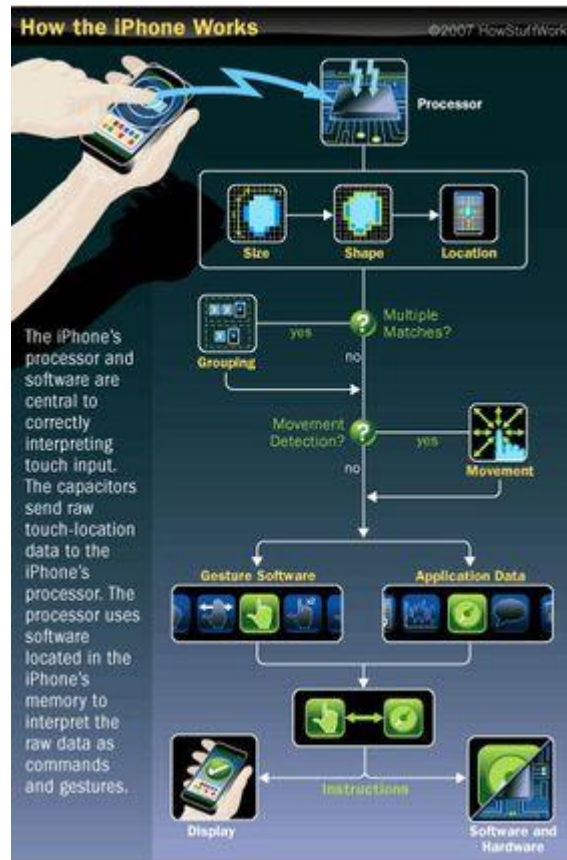 How the iPhone Works
©2007 HowStuffWork
Processor
Size
Shape
Location
Multiple
Matches?
yes
Grouping
no
Movement
Detection?
yes
Movement
no
The iPhone's
processor and
software are
central to
correctly
interpreting
touch input.
The capacitors
send raw
touch-location
data to the
iPhone's
processor. The
processor uses
software
located in the
iPhone's
memory to
interpret the
raw data as
commands
and gestures.
Gesture Software
Application Data
Instructions
Display
Software and
Hardware